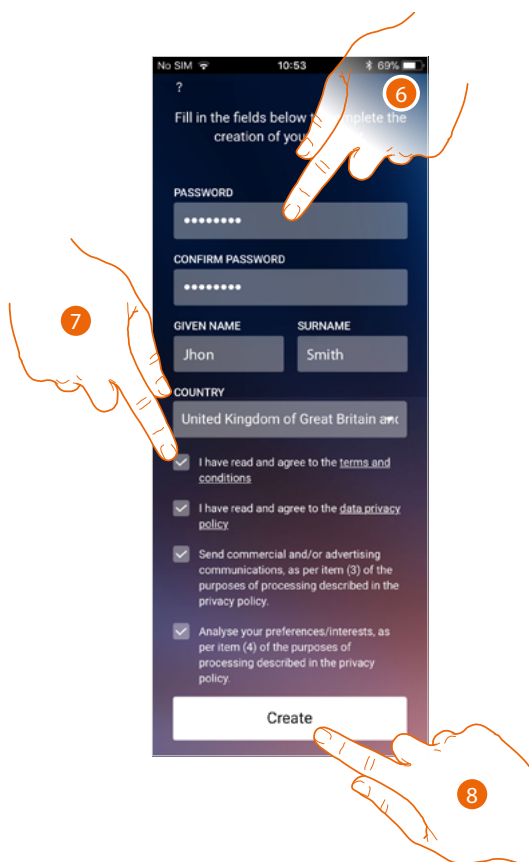 No SIM 10:53 69%
6
?
Fill in the fields below the
creation of you
PASSWORD
••••••••
CONFIRM PASSWORD
••••••••
7
GIVEN NAME SURNAME
Jhon Smith
COUNTRY
United Kingdom of Great Britain
I have read and agree to the terms and
conditions
I have read and agree to the data privacy
policy
Send commercial and/or advertising
communications, as per item (3) of the
purposes of processing described in the
privacy policy.
Analyse your preferences/interests, as
per item (4) of the purposes of
processing described in the privacy
policy.
Create
8